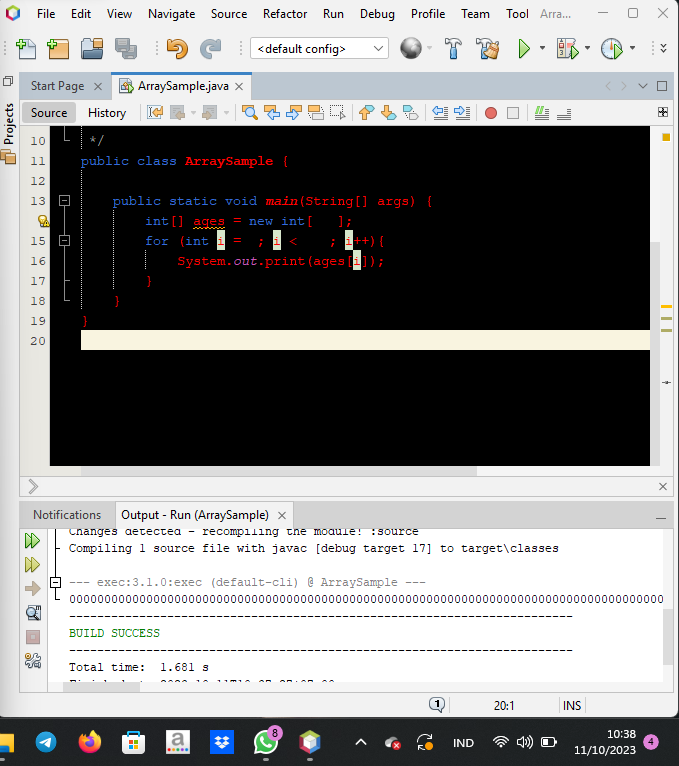 File Edit View Navigate Source Refactor Run Debug Profile Team Tool Arra...
<default config>
Start Page ArraySample.java
Projects
Source History
10 */
11 public class ArraySample {
12
13 public static void main(String[] args) {
int[] ages = new int[ ];
15 for (int i = ; i < ; i++){
16 System.out.print(ages[i]);
17 }
18 }
19 }
20
Notifications Output - Run (ArraySample)
Changes detected - recompiling the module! :source
Compiling 1 source file with javac [debug target 17] to target\classes
--- exec:3.1.0:exec (default-cli) @ ArraySample ---
------------------------------------------------------------------------
BUILD SUCCESS
------------------------------------------------------------------------
Total time: 1.681 s
1 20:1 INS
a 8 IND 10:38
11/10/2023 4